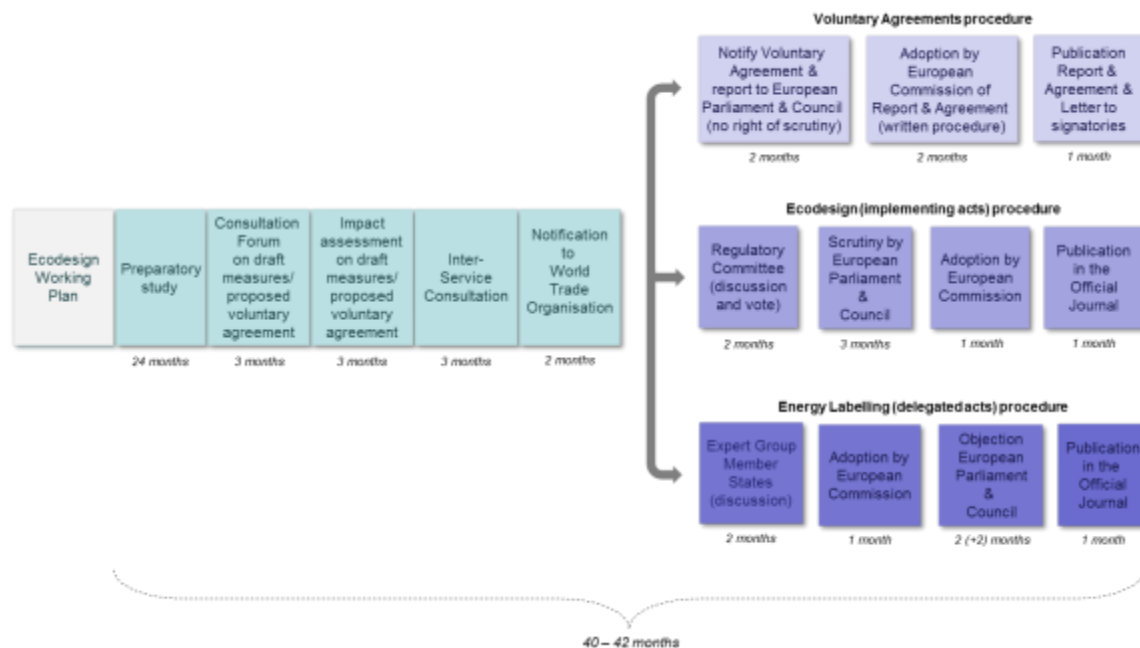 Voluntary Agreements procedure
Notify Voluntary
Agreement &
report to European
Parliament & Council
(no right of scrutiny)
2 months
Adoption by
European
Commission of
Report & Agreement
(written procedure)
2 months
Publication
Report &
Agreement &
Letter to
signatories
1 month
Ecodesign
Working
Plan
Preparatory
study
24 months
Consultation
Forum
on draft
measures/
proposed
voluntary
agreement
3 months
Impact
assessment
on draft
measures/
proposed
voluntary
agreement
3 months
Inter-
Service
Consultation
3 months
Notification
to
World
Trade
Organisation
2 months
Ecodesign (implementing acts) procedure
Regulatory
Committee
(discussion
and vote)
2 months
Scrutiny by
European
Parliament
&
Council
3 months
Adoption by
European
Commission
1 month
Publication
in the
Official
Journal
1 month
Energy Labelling (delegated acts) procedure
Expert Group
Member
States
(discussion)
2 months
Adoption by
European
Commission
1 month
Objection
European
Parliament
&
Council
2 (+2) months
Publication
in the
Official
Journal
1 month
40 – 42 months